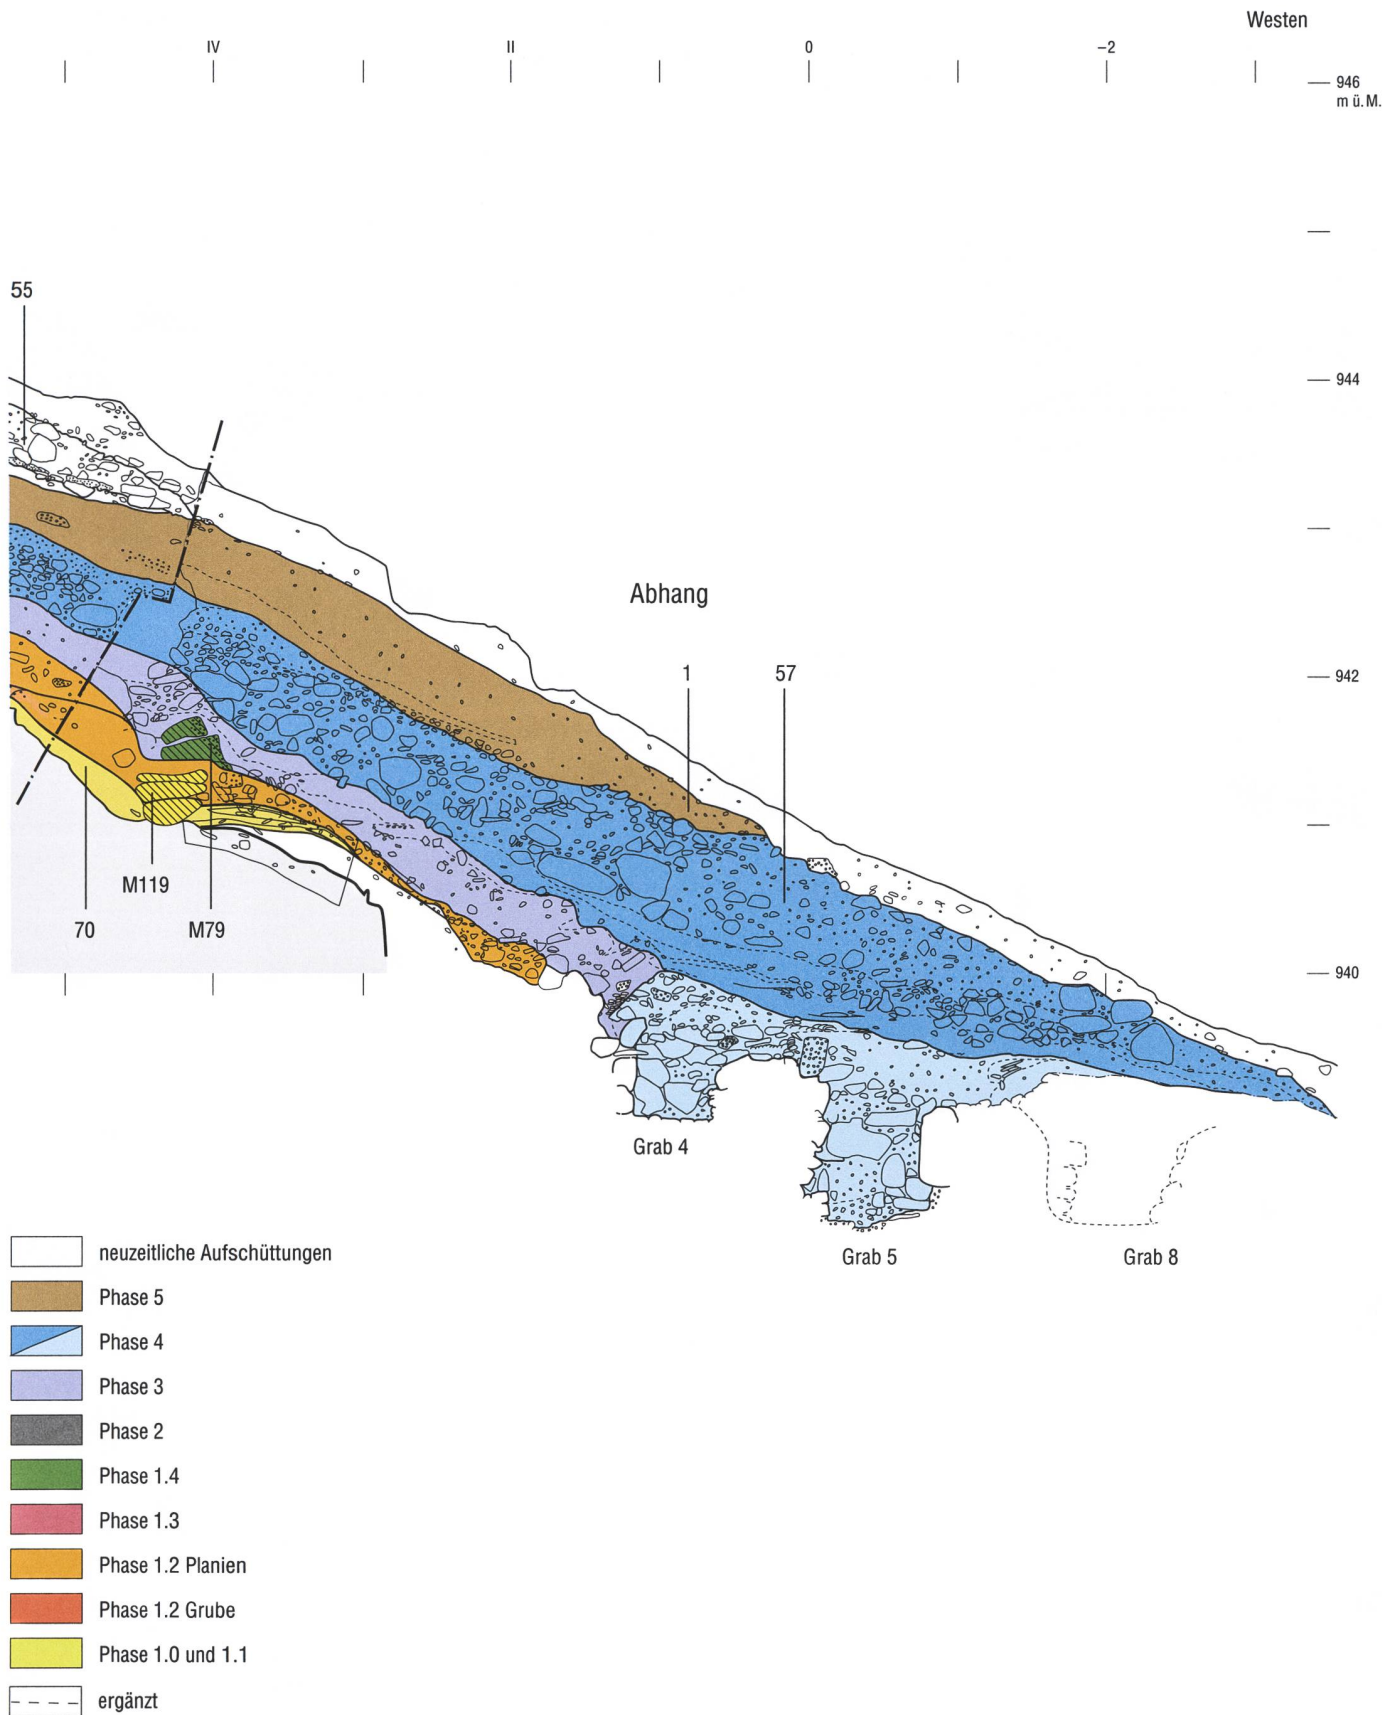 Westen
IV II 0 –2
946
m ü. M.
55
944
Abhang
942
1 57
M119
70 M79
940
Grab 4
Grab 5 Grab 8
neuzeitliche Aufschüttungen
Phase 5
Phase 4
Phase 3
Phase 2
Phase 1.4
Phase 1.3
Phase 1.2 Planien
Phase 1.2 Grube
Phase 1.0 und 1.1
ergänzt